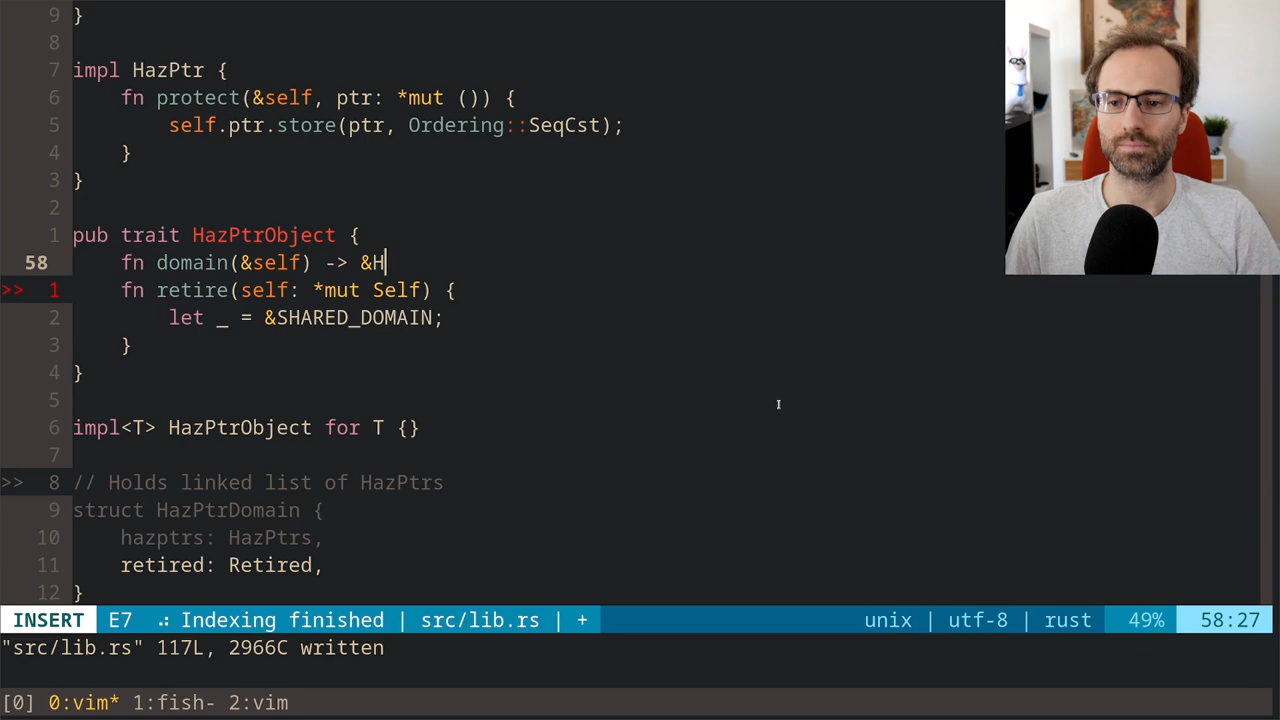 9 }
8
7 impl HazPtr {
6     fn protect(&self, ptr: *mut ()) {
5         self.ptr.store(ptr, Ordering::SeqCst);
4     }
3 }
2
1 pub trait HazPtrObject {
58     fn domain(&self) -> &H
>> 1     fn retire(self: *mut Self) {
2         let _ = &SHARED_DOMAIN;
3     }
4 }
5
6 impl<T> HazPtrObject for T {}
7
>> 8 // Holds linked list of HazPtrs
9 struct HazPtrDomain {
10     hazptrs: HazPtrs,
11     retired: Retired,
12 }
INSERT E7 .: Indexing finished | src/lib.rs | + unix | utf-8 | rust 49% 58:27
"src/lib.rs" 117L, 2966C written
[0] 0:vim* 1:fish- 2:vim